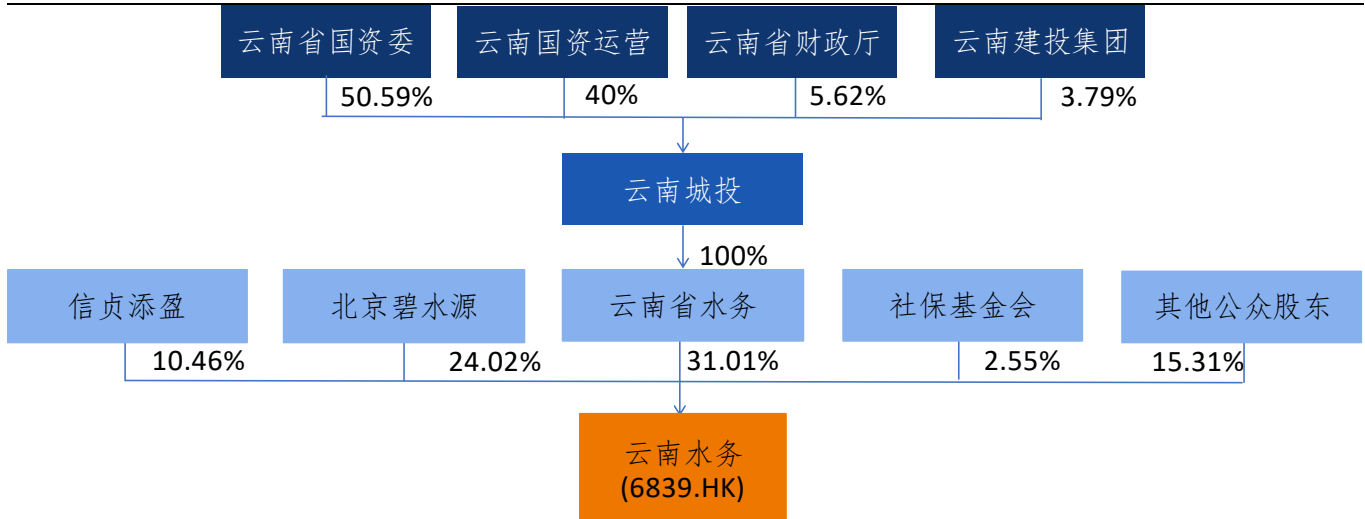 云南省国资委
云南国资运营
云南省财政厅
云南建投集团
50.59%
40%
5.62%
3.79%
云南城投
100%
信贞添盈
北京碧水源
云南省水务
社保基金会
其他公众股东
10.46%
24.02%
31.01%
2.55%
15.31%
云南水务
(6839.HK)